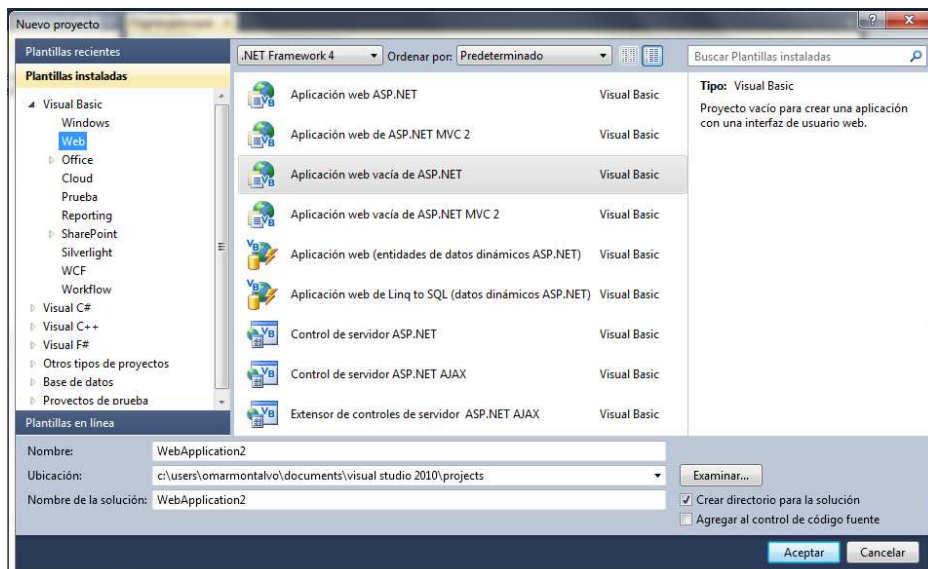 Nuevo proyecto
Plantillas recientes
Plantillas instaladas
Visual Basic
Windows
Web
Office
Cloud
Prueba
Reporting
SharePoint
Silverlight
WCF
Workflow
Visual C#
Visual C++
Visual F#
Otros tipos de proyectos
Base de datos
Proyectos de prueba
Plantillas en línea
.NET Framework 4 Ordenar por: Predeterminado
Aplicación web ASP.NET Visual Basic
Aplicación web de ASP.NET MVC 2 Visual Basic
Aplicación web vacía de ASP.NET Visual Basic
Aplicación web vacía de ASP.NET MVC 2 Visual Basic
Aplicación web (entidades de datos dinámicos ASP.NET) Visual Basic
Aplicación web de Linq to SQL (datos dinámicos ASP.NET) Visual Basic
Control de servidor ASP.NET Visual Basic
Control de servidor ASP.NET AJAX Visual Basic
Extensor de controles de servidor ASP.NET AJAX Visual Basic
Buscar Plantillas instaladas
Tipo: Visual Basic
Proyecto vacío para crear una aplicación
con una interfaz de usuario web.
Nombre: WebApplication2
Ubicación: c:\users\omarmontalvo\documents\visual studio 2010\projects Examinar...
Nombre de la solución: WebApplication2
Crear directorio para la solución
Agregar al control de código fuente
Aceptar Cancelar